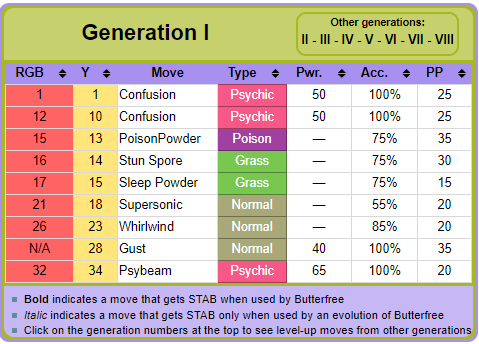 Generation I
Other generations:
II - III - IV - V - VI - VII - VIII
RGB Y Move Type Pwr. Acc. PP
1 1 Confusion Psychic 50 100% 25
12 10 Confusion Psychic 50 100% 25
15 13 PoisonPowder Poison — 75% 35
16 14 Stun Spore Grass — 75% 30
17 15 Sleep Powder Grass — 75% 15
21 18 Supersonic Normal — 55% 20
26 23 Whirlwind Normal — 85% 20
N/A 28 Gust Normal 40 100% 35
32 34 Psybeam Psychic 65 100% 20
Bold indicates a move that gets STAB when used by Butterfree
Italic indicates a move that gets STAB only when used by an evolution of Butterfree
Click on the generation numbers at the top to see level-up moves from other generations